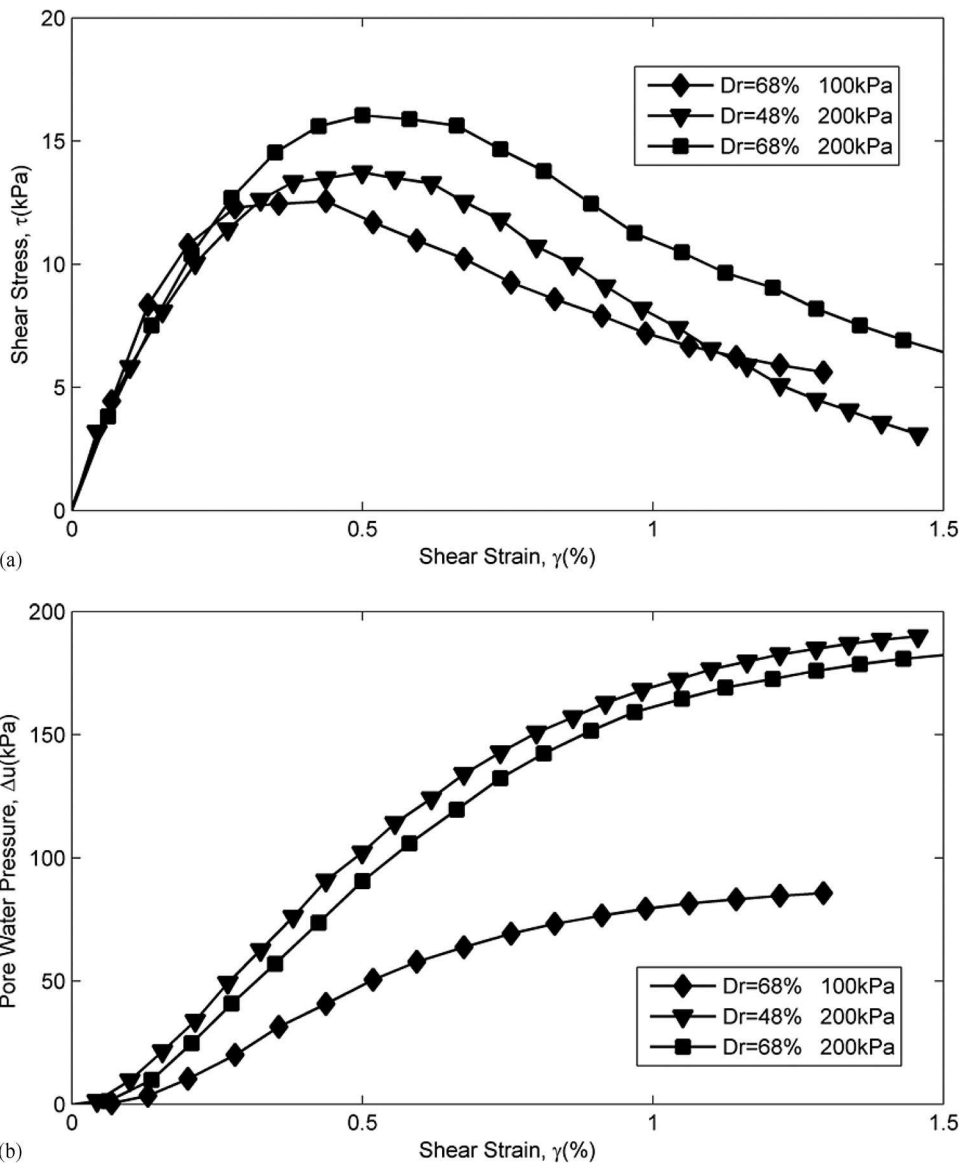 20
15
10
5
0
Shear Stress, τ(kPa)
Dr=68% 100kPa
Dr=48% 200kPa
Dr=68% 200kPa
0 0.5 1 1.5
Shear Strain, γ(%)
(a)
200
150
100
50
0
Pore Water Pressure, Δu(kPa)
Dr=68% 100kPa
Dr=48% 200kPa
Dr=68% 200kPa
0 0.5 1 1.5
Shear Strain, γ(%)
(b)